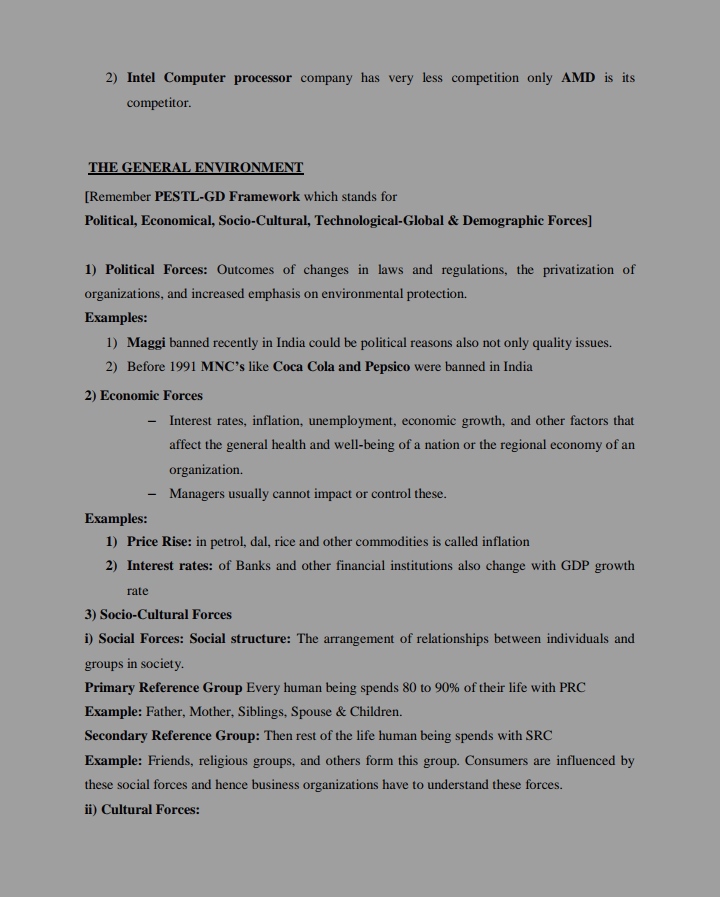 2) Intel Computer processor company has very less competition only AMD is its
competitor.
THE GENERAL ENVIRONMENT
[Remember PESTL-GD Framework which stands for
Political, Economical, Socio-Cultural, Technological-Global & Demographic Forces]
1) Political Forces: Outcomes of changes in laws and regulations, the privatization of
organizations, and increased emphasis on environmental protection.
Examples:
1) Maggi banned recently in India could be political reasons also not only quality issues.
2) Before 1991 MNC's like Coca Cola and Pepsico were banned in India
2) Economic Forces
– Interest rates, inflation, unemployment, economic growth, and other factors that
affect the general health and well-being of a nation or the regional economy of an
organization.
– Managers usually cannot impact or control these.
Examples:
1) Price Rise: in petrol, dal, rice and other commodities is called inflation
2) Interest rates: of Banks and other financial institutions also change with GDP growth
rate
3) Socio-Cultural Forces
i) Social Forces: Social structure: The arrangement of relationships between individuals and
groups in society.
Primary Reference Group Every human being spends 80 to 90% of their life with PRC
Example: Father, Mother, Siblings, Spouse & Children.
Secondary Reference Group: Then rest of the life human being spends with SRC
Example: Friends, religious groups, and others form this group. Consumers are influenced by
these social forces and hence business organizations have to understand these forces.
ii) Cultural Forces: